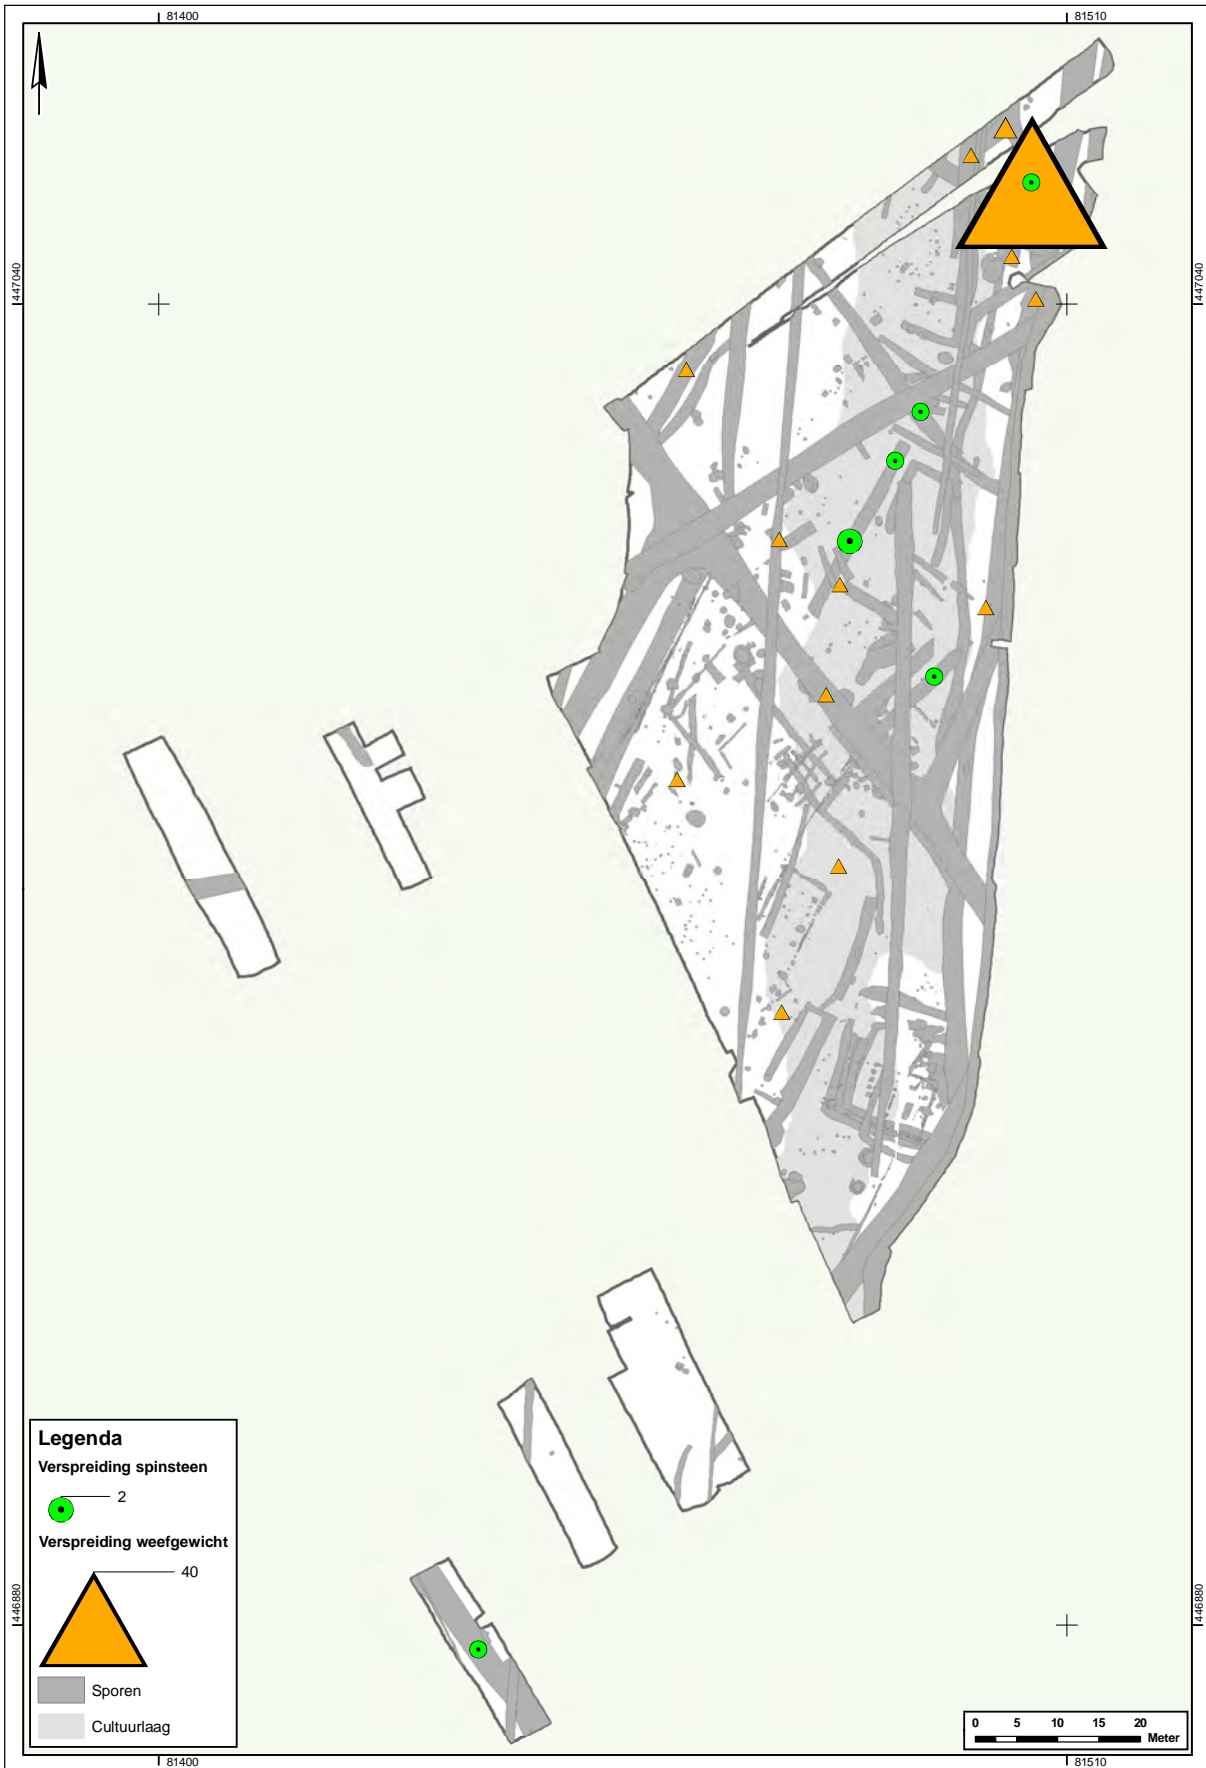 81400
81510
447040
447040
Legenda
Verspreiding spinsteen
2
Verspreiding weefgewicht
40
Sporen
Cultuurlaag
446880
446880
0 5 10 15 20
Meter
81400
81510